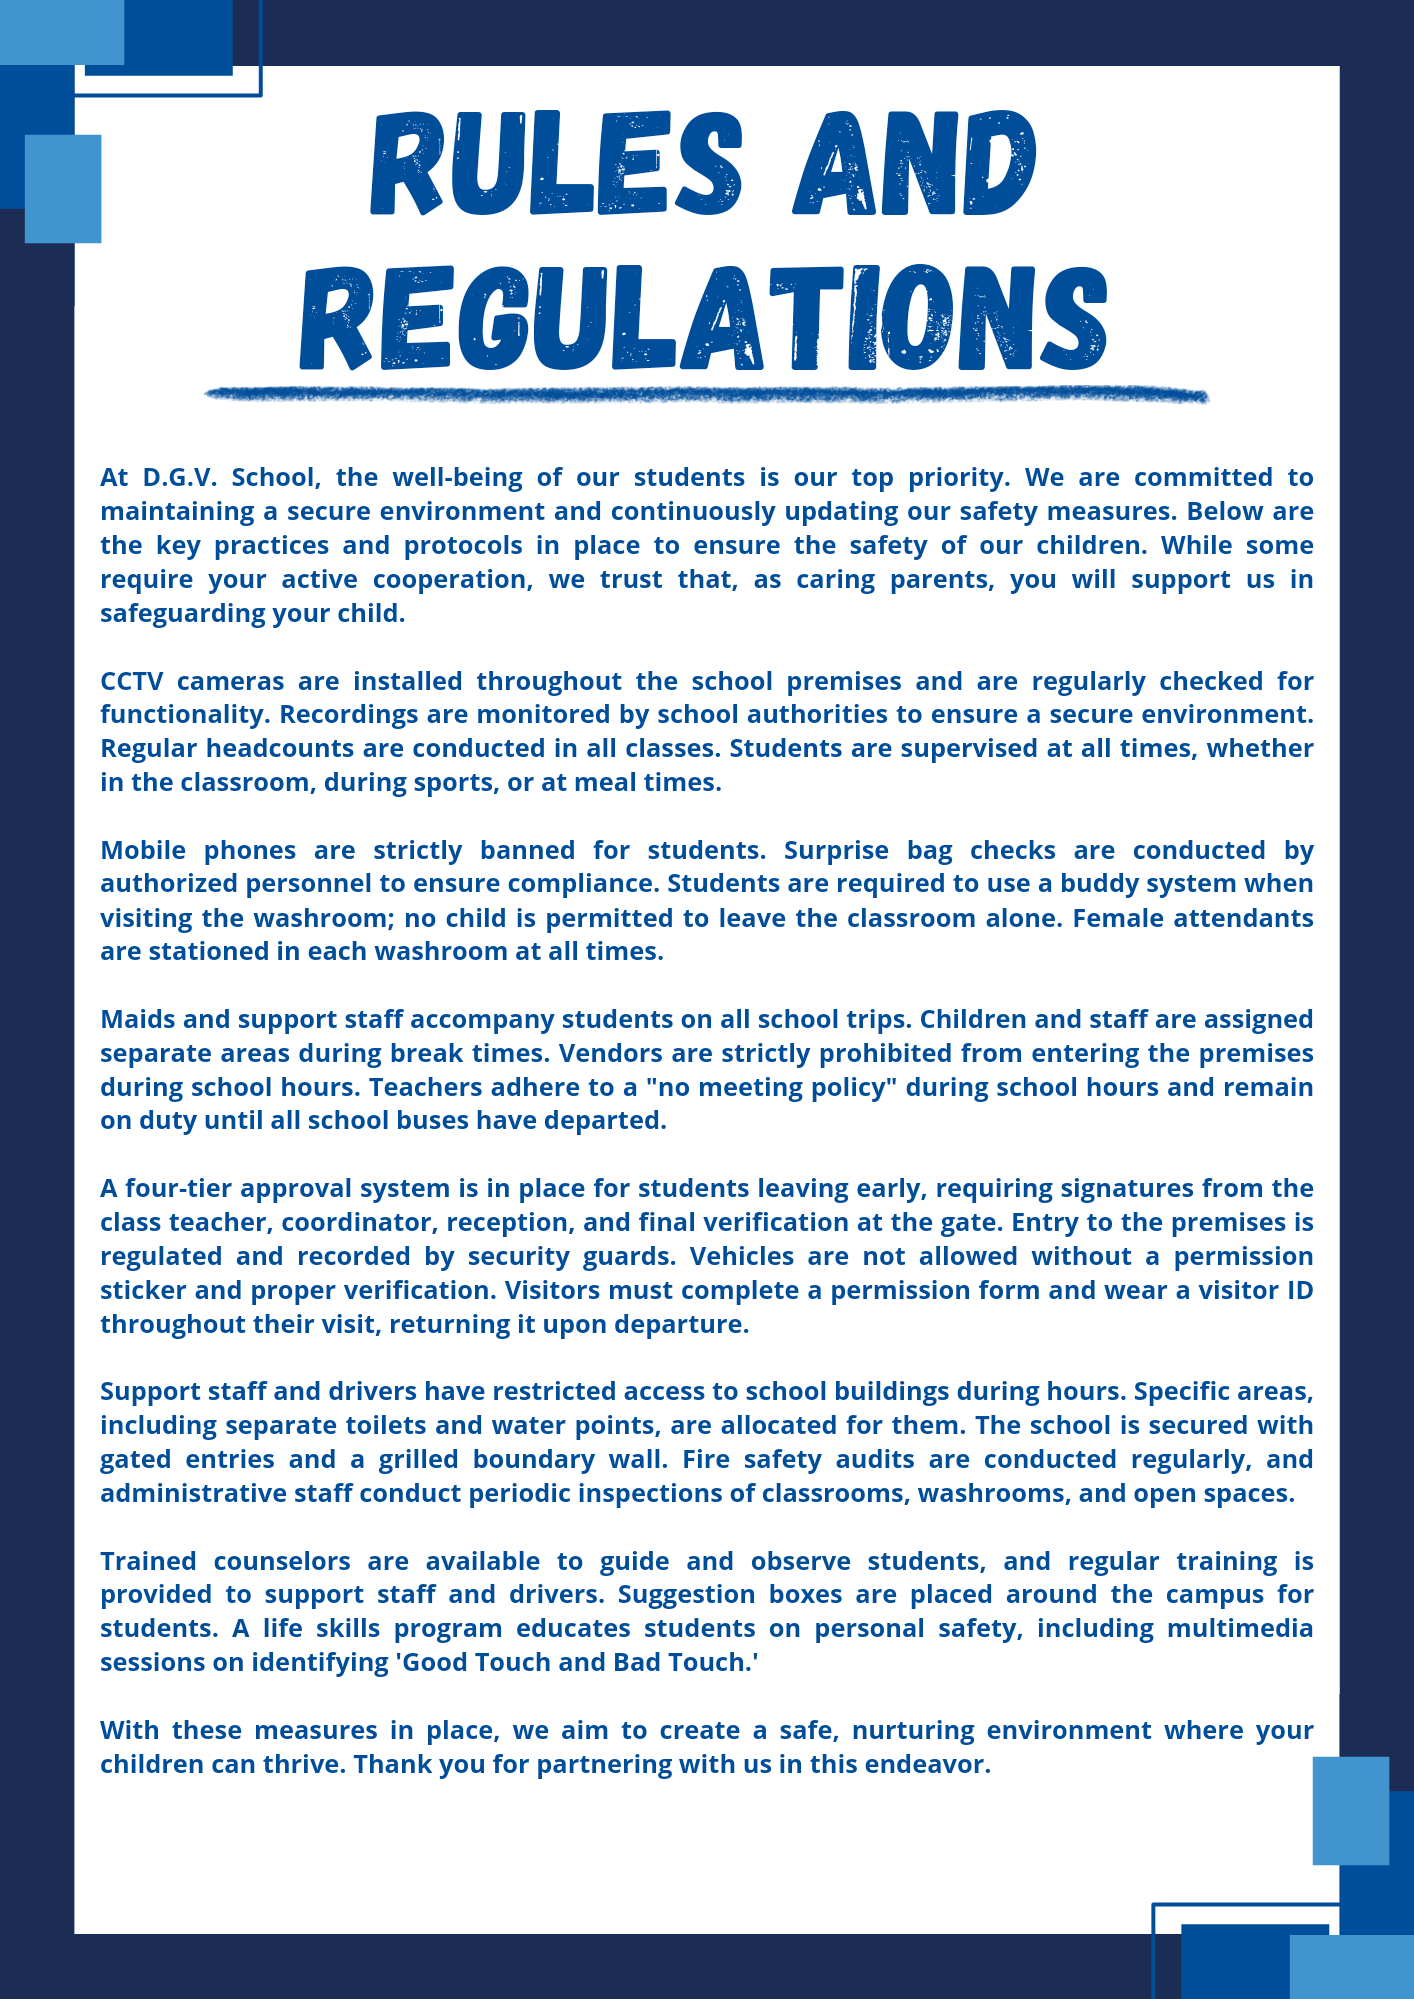 RULES AND
REGULATIONS
At D.G.V. School, the well-being of our students is our top priority. We are committed to
maintaining a secure environment and continuously updating our safety measures. Below are
the key practices and protocols in place to ensure the safety of our children. While some
require your active cooperation, we trust that, as caring parents, you will support us in
safeguarding your child.
CCTV cameras are installed throughout the school premises and are regularly checked for
functionality. Recordings are monitored by school authorities to ensure a secure environment.
Regular headcounts are conducted in all classes. Students are supervised at all times, whether
in the classroom, during sports, or at meal times.
Mobile phones are strictly banned for students. Surprise bag checks are conducted by
authorized personnel to ensure compliance. Students are required to use a buddy system when
visiting the washroom; no child is permitted to leave the classroom alone. Female attendants
are stationed in each washroom at all times.
Maids and support staff accompany students on all school trips. Children and staff are assigned
separate areas during break times. Vendors are strictly prohibited from entering the premises
during school hours. Teachers adhere to a "no meeting policy" during school hours and remain
on duty until all school buses have departed.
A four-tier approval system is in place for students leaving early, requiring signatures from the
class teacher, coordinator, reception, and final verification at the gate. Entry to the premises is
regulated and recorded by security guards. Vehicles are not allowed without a permission
sticker and proper verification. Visitors must complete a permission form and wear a visitor ID
throughout their visit, returning it upon departure.
Support staff and drivers have restricted access to school buildings during hours. Specific areas,
including separate toilets and water points, are allocated for them. The school is secured with
gated entries and a grilled boundary wall. Fire safety audits are conducted regularly, and
administrative staff conduct periodic inspections of classrooms, washrooms, and open spaces.
Trained counselors are available to guide and observe students, and regular training is
provided to support staff and drivers. Suggestion boxes are placed around the campus for
students. A life skills program educates students on personal safety, including multimedia
sessions on identifying 'Good Touch and Bad Touch.'
With these measures in place, we aim to create a safe, nurturing environment where your
children can thrive. Thank you for partnering with us in this endeavor.